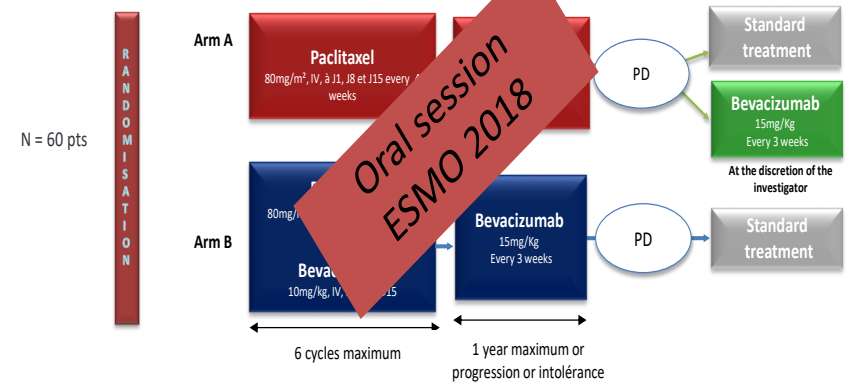 N = 60 pts
RANDOMISATION
Arm A
Paclitaxel
80mg/m², IV, à J1, J8 et J15 every
weeks
PD
Standard
treatment
Bevacizumab
15mg/Kg
Every 3 weeks
At the discretion of the
investigator
Oral session
ESMO 2018
Arm B
80mg/
10mg/kg, IV,
Bevacizumab
15mg/Kg
Every 3 weeks
PD
Standard
treatment
6 cycles maximum
1 year maximum or
progression or intolérance